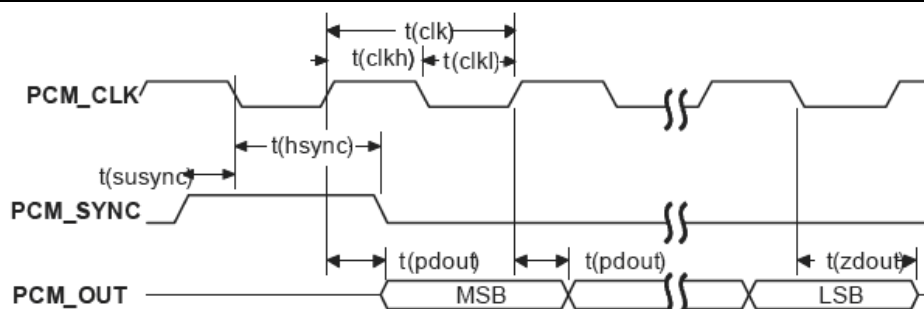 t(clk)
t(clkh) t(clkl)
PCM_CLK
t(hsync)
t(susync)
PCM_SYNC
t(pdout) t(pdout) t(zdout)
PCM_OUT MSB LSB